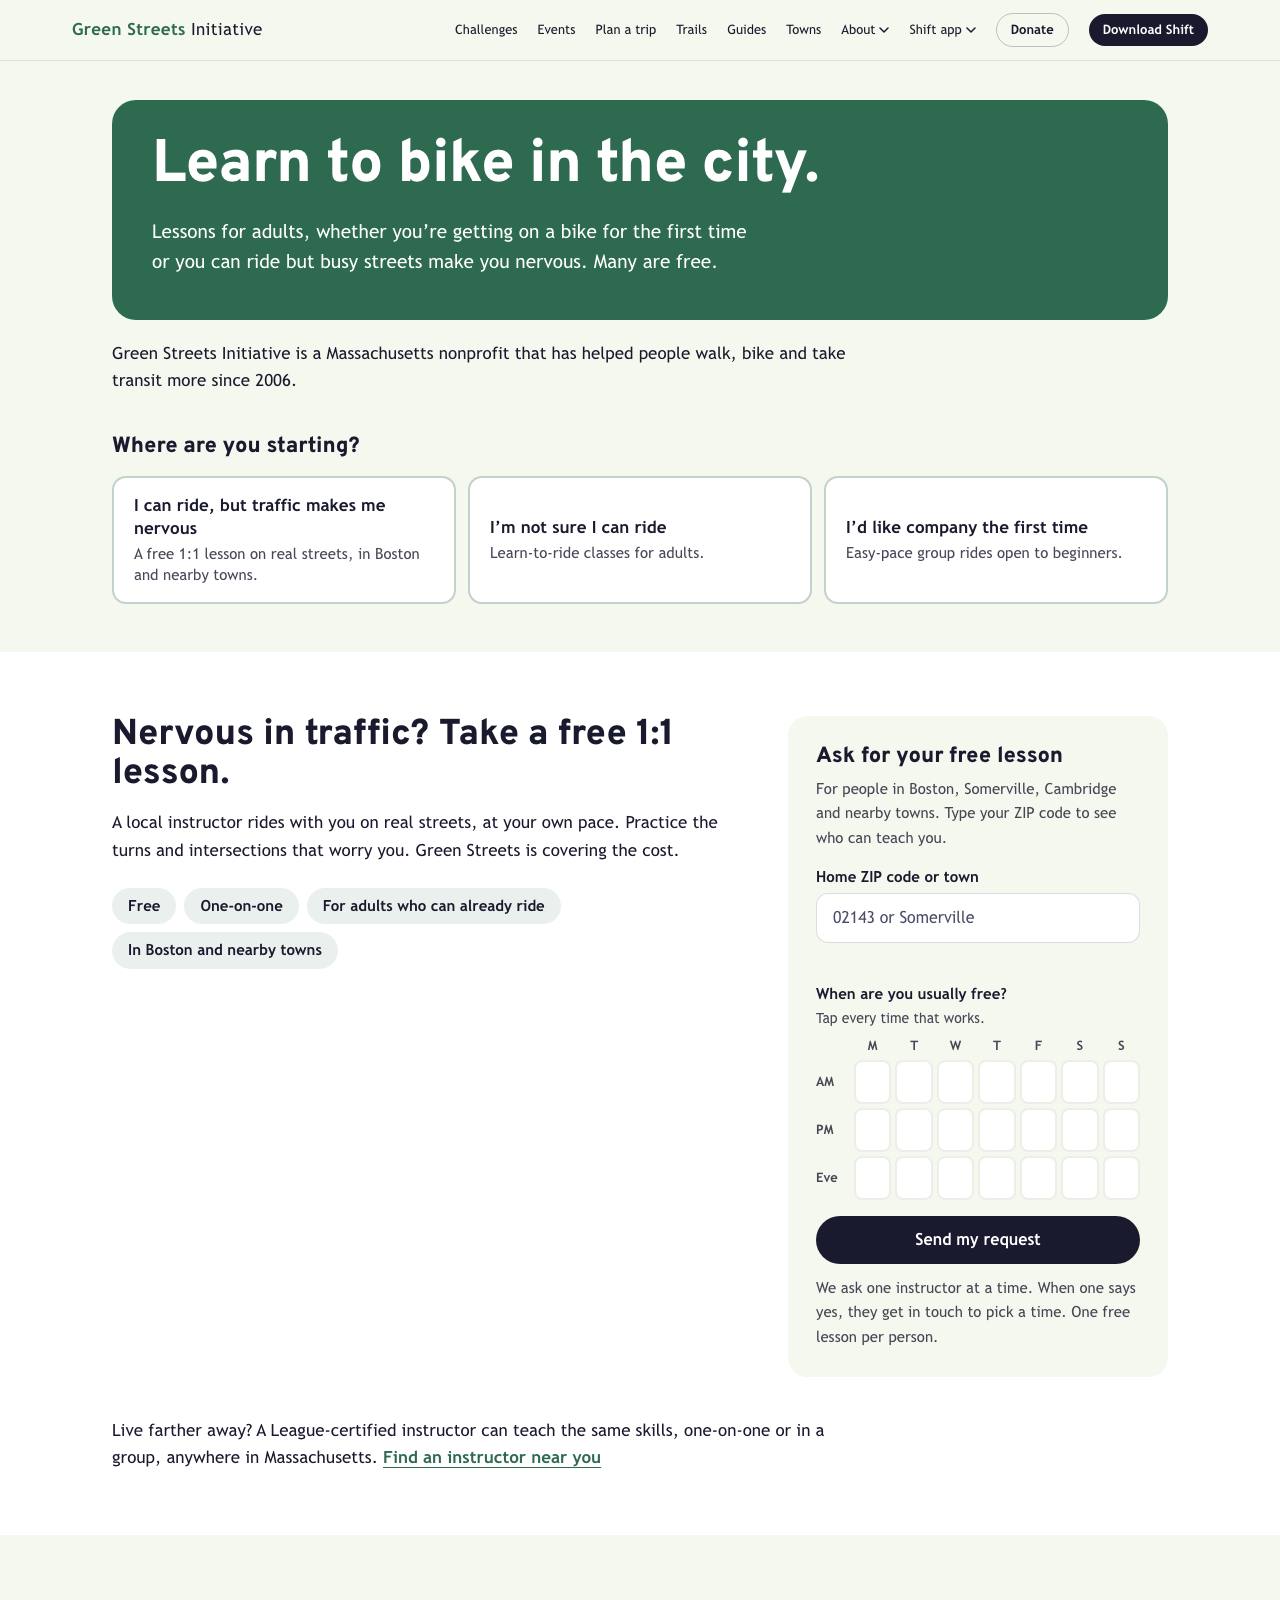 Green Streets Initiative
Challenges Events Plan a trip Trails Guides Towns About Shift app Donate Download Shift
Learn to bike in the city.
Lessons for adults, whether you’re getting on a bike for the first time
or you can ride but busy streets make you nervous. Many are free.
Green Streets Initiative is a Massachusetts nonprofit that has helped people walk, bike and take
transit more since 2006.
Where are you starting?
I can ride, but traffic makes me
nervous
A free 1:1 lesson on real streets, in Boston
and nearby towns.
I’m not sure I can ride
Learn-to-ride classes for adults.
I’d like company the first time
Easy-pace group rides open to beginners.
Nervous in traffic? Take a free 1:1
lesson.
A local instructor rides with you on real streets, at your own pace. Practice the
turns and intersections that worry you. Green Streets is covering the cost.
Free One-on-one For adults who can already ride
In Boston and nearby towns
Ask for your free lesson
For people in Boston, Somerville, Cambridge
and nearby towns. Type your ZIP code to see
who can teach you.
Home ZIP code or town
02143 or Somerville
When are you usually free?
Tap every time that works.
M T W T F S S
AM
PM
Eve
Send my request
We ask one instructor at a time. When one says
yes, they get in touch to pick a time. One free
lesson per person.
Live farther away? A League-certified instructor can teach the same skills, one-on-one or in a
group, anywhere in Massachusetts. Find an instructor near you